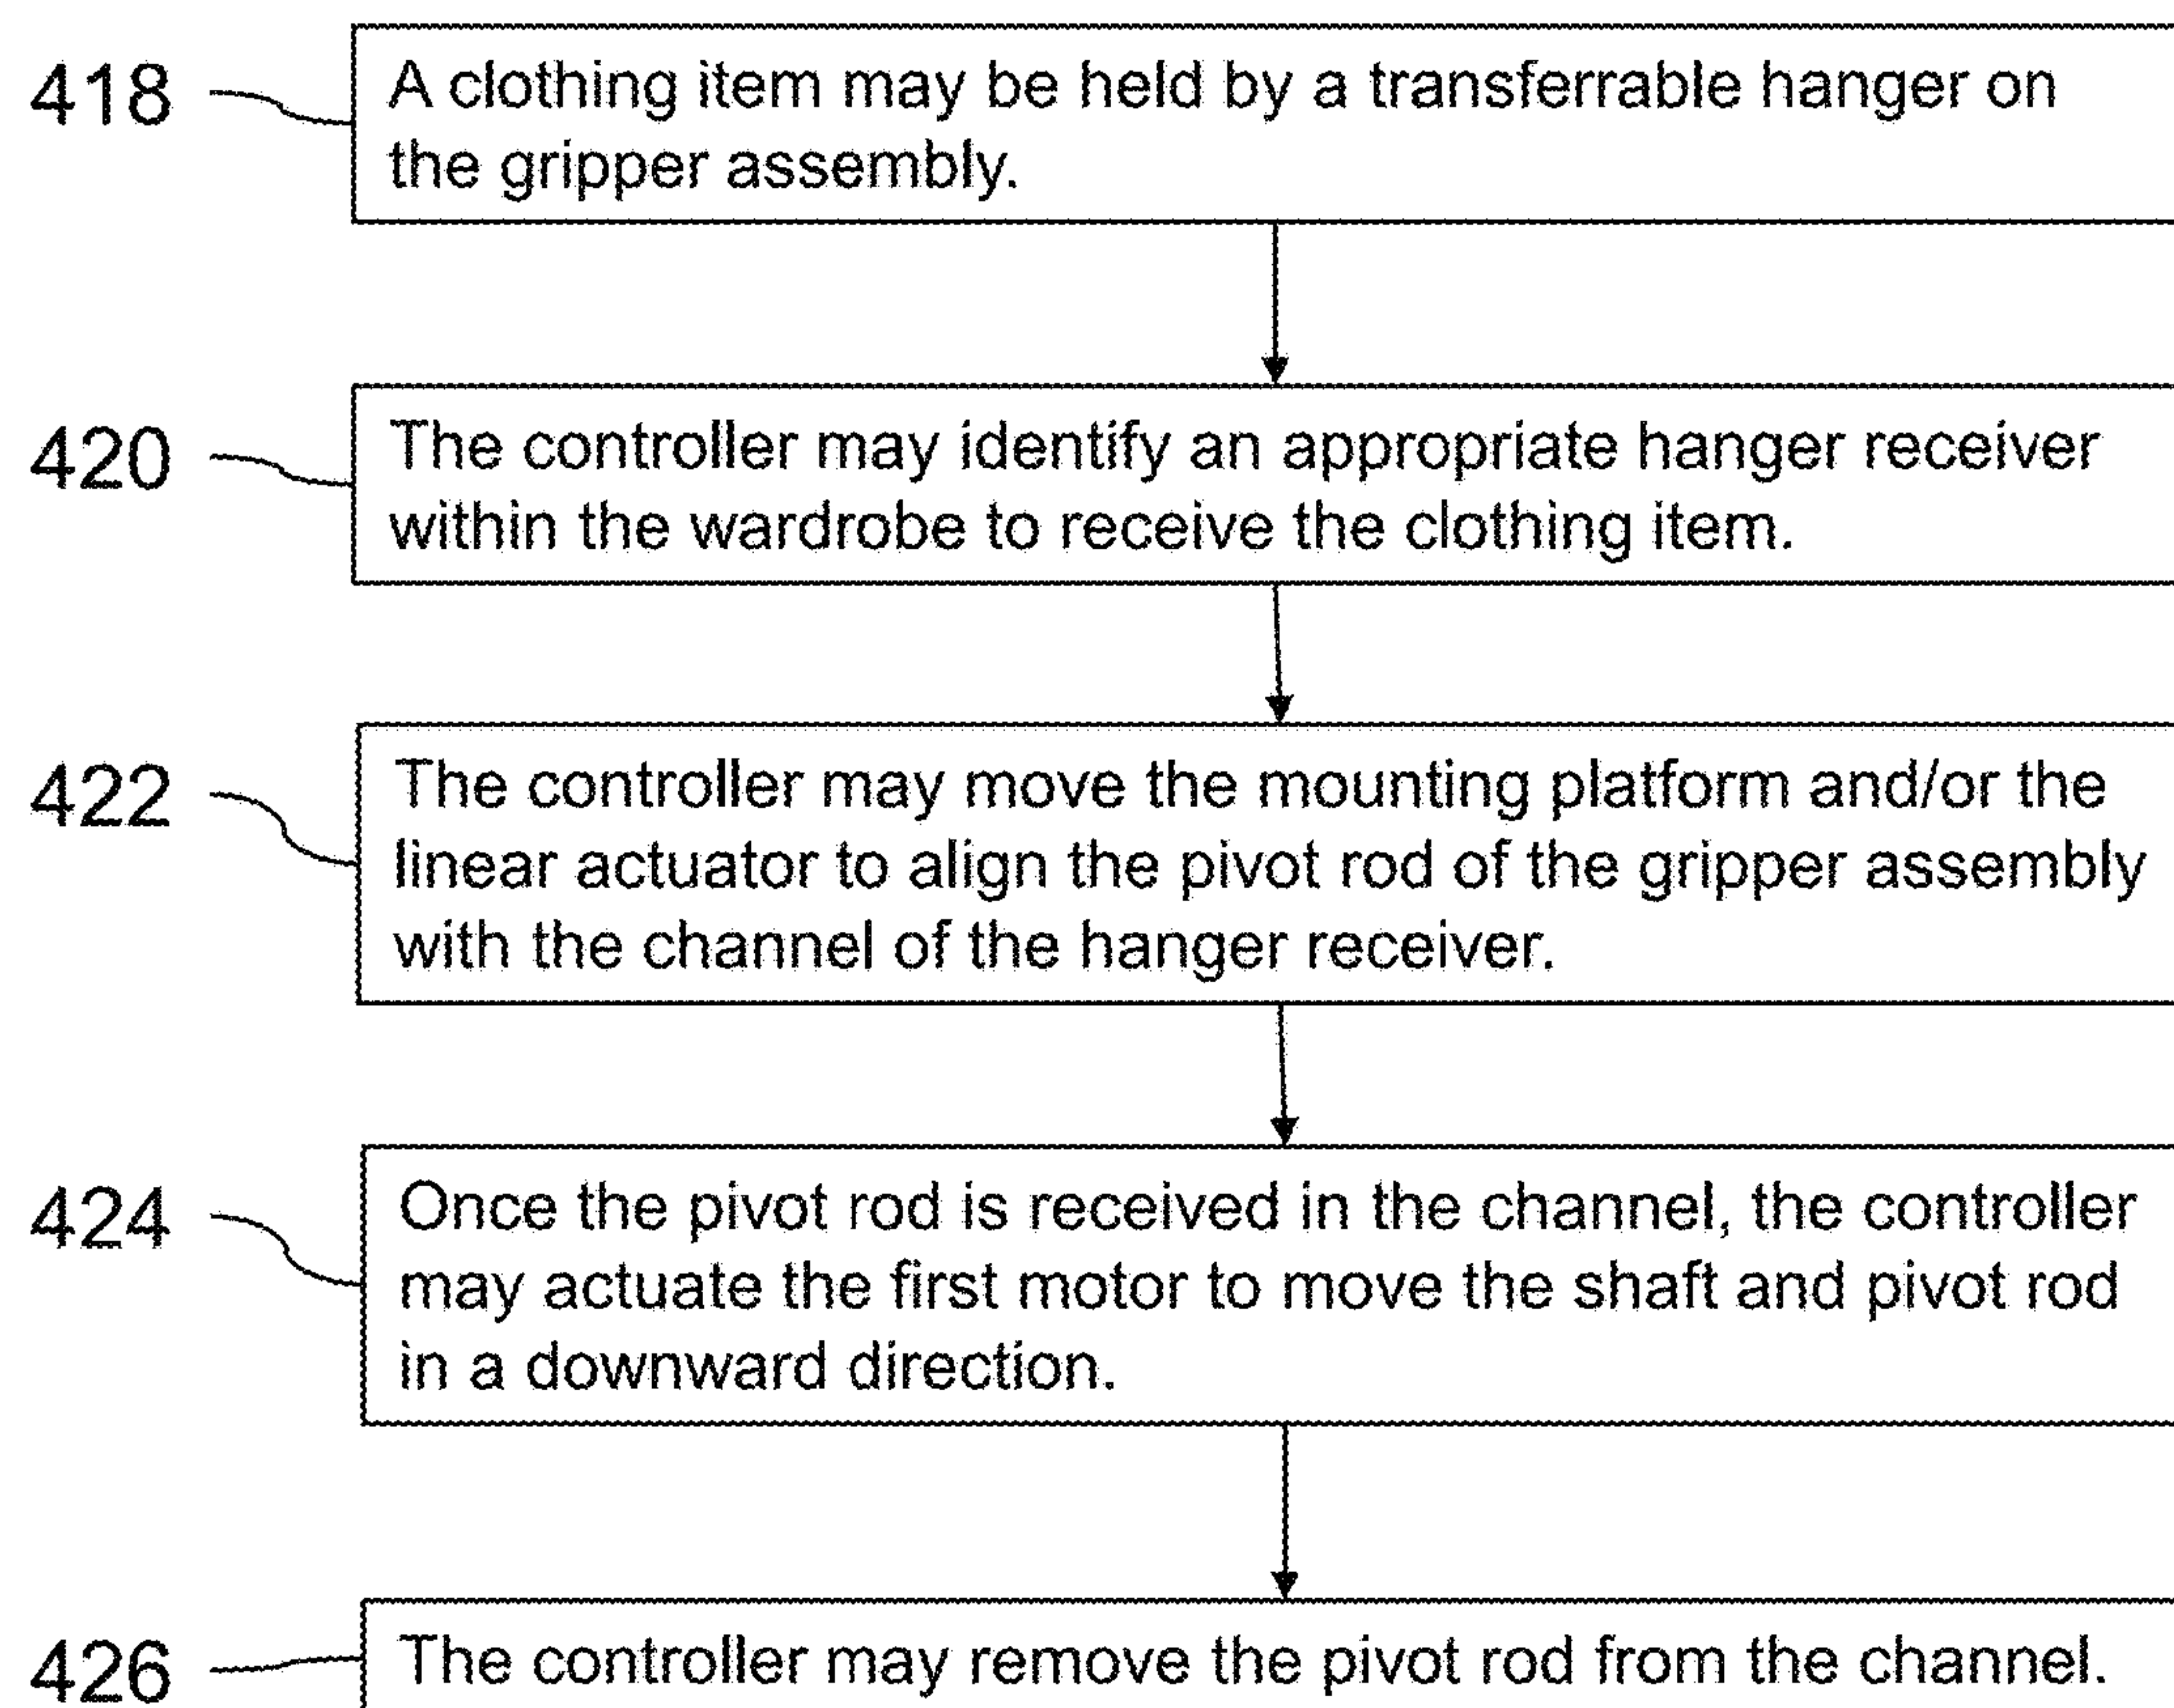 418
A clothing item may be held by a transferrable hanger on
the gripper assembly.
420
The controller may identify an appropriate hanger receiver
within the wardrobe to receive the clothing item.
422
The controller may move the mounting platform and/or the
linear actuator to align the pivot rod of the gripper assembly
with the channel of the hanger receiver.
424
Once the pivot rod is received in the channel, the controller
may actuate the first motor to move the shaft and pivot rod
in a downward direction.
426
The controller may remove the pivot rod from the channel.